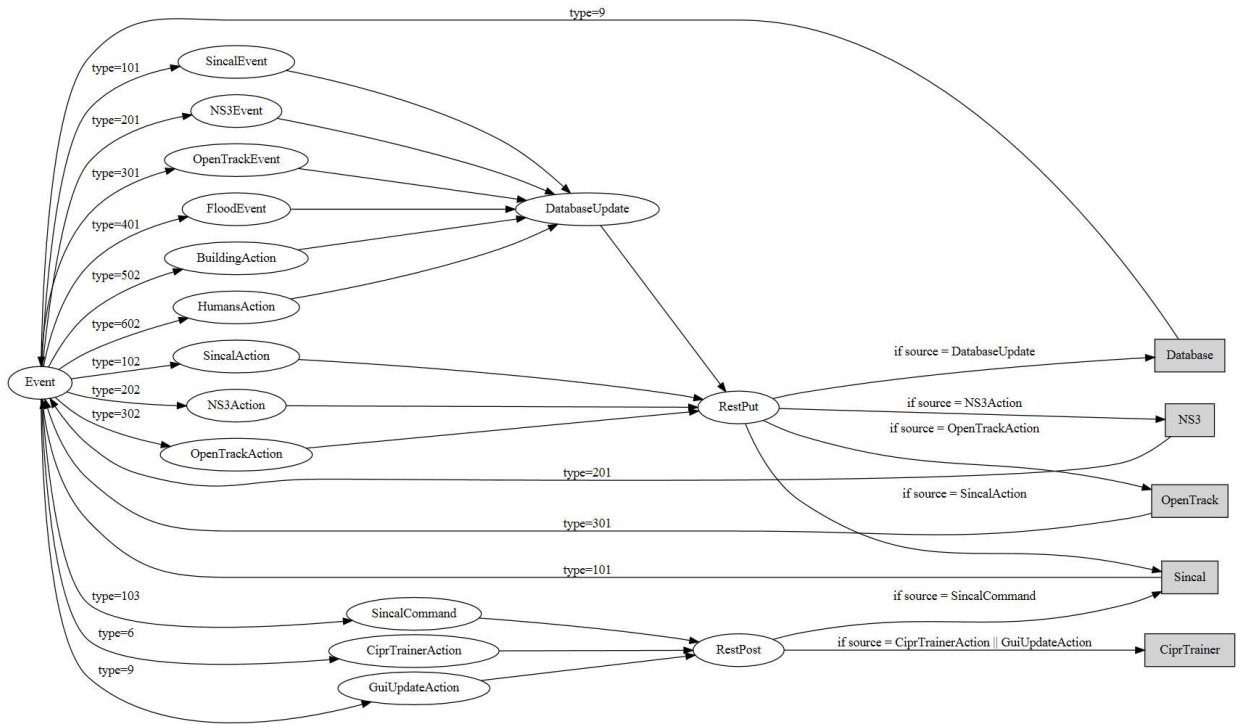 type=9
SincalEvent
type=101
NS3Event
type=201
OpenTrackEvent
type=301
FloodEvent
DatabaseUpdate
type=401
BuildingAction
type=502
HumansAction
type=602
SincalAction
if source = DatabaseUpdate
Database
type=102
Event
type=202
NS3Action
RestPut
if source = NS3Action
NS3
type=302
if source = OpenTrackAction
OpenTrackAction
type=201
if source = SincalAction
OpenTrack
type=301
type=101
Sincal
type=103
SincalCommand
if source = SincalCommand
type=6
CiprTrainerAction
RestPost
if source = CiprTrainerAction || GuiUpdateAction
CiprTrainer
type=9
GuiUpdateAction